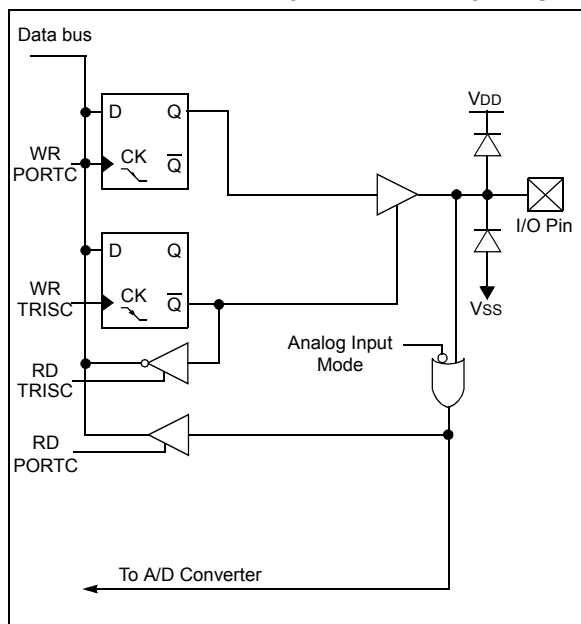 Data bus
D Q
VDD
WR
PORTC
CK Q
I/O Pin
D Q
WR
TRISC
CK Q
VSS
Analog Input
Mode
RD
TRISC
RD
PORTC
To A/D Converter